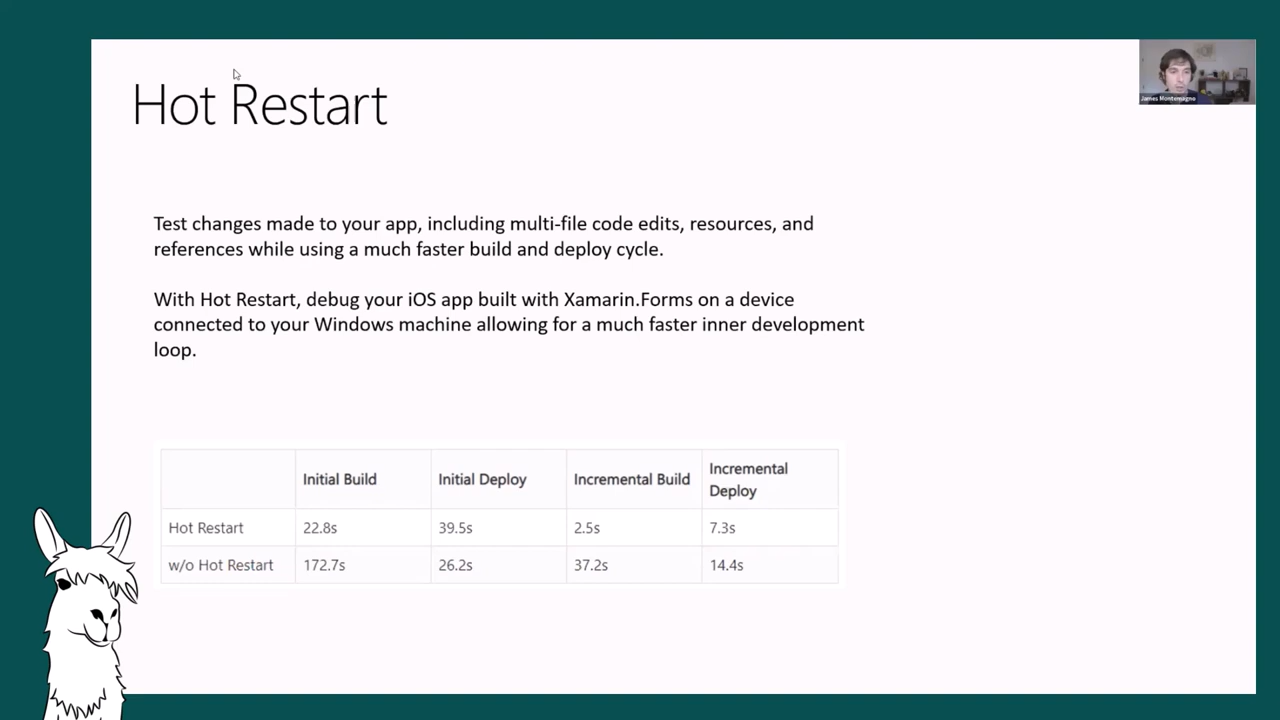 Hot Restart
James Montemagno
Test changes made to your app, including multi-file code edits, resources, and
references while using a much faster build and deploy cycle.
With Hot Restart, debug your iOS app built with Xamarin.Forms on a device
connected to your Windows machine allowing for a much faster inner development
loop.
Initial Build Initial Deploy Incremental Build Incremental
Deploy
Hot Restart 22.8s 39.5s 2.5s 7.3s
w/o Hot Restart 172.7s 26.2s 37.2s 14.4s